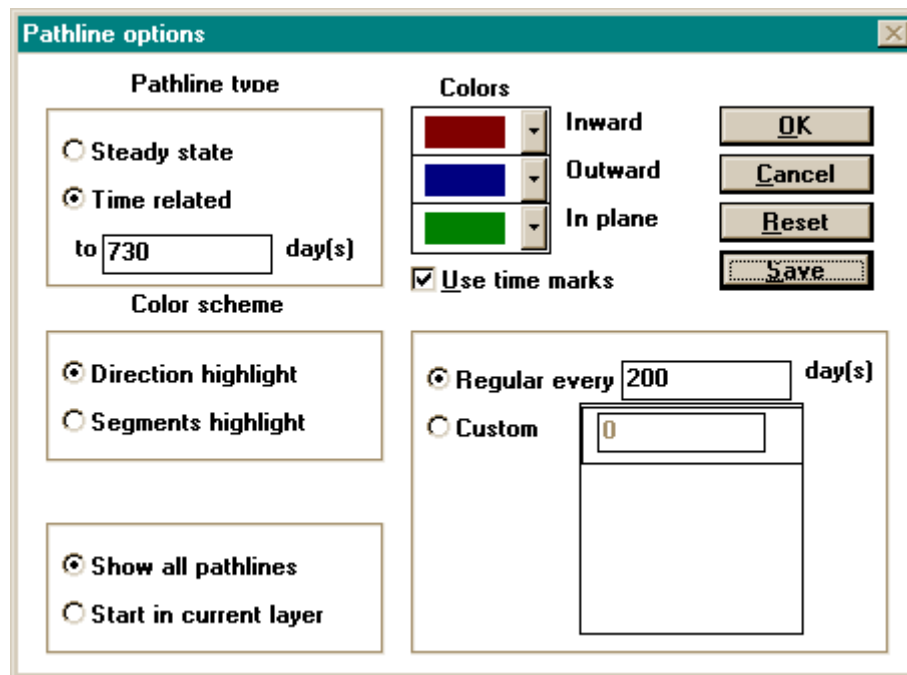 Pathline options
Pathline type
Steady state
Time related
to 730 day(s)
Colors
Inward
Outward
In plane
Use time marks
OK
Cancel
Reset
Save
Color scheme
Direction highlight
Segments highlight
Regular every 200 day(s)
Custom
0
Show all pathlines
Start in current layer